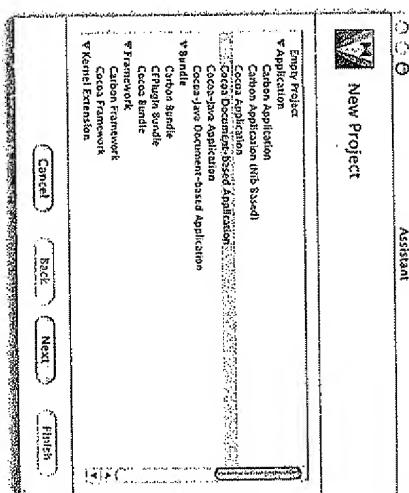 Assistant
New Project
Empty Project
Application
Carbon Application
Carbon Application (Nib Based)
Cocoa Application
Cocoa Document-based Application
Cocoa-Java Application
Cocoa-Java Document-based Application
Bundle
Carbon Bundle
CFPlugin Bundle
Cocoa Bundle
Framework
Carbon Framework
Cocoa Framework
Kernel Extension
Cancel
Back
Next
Finish